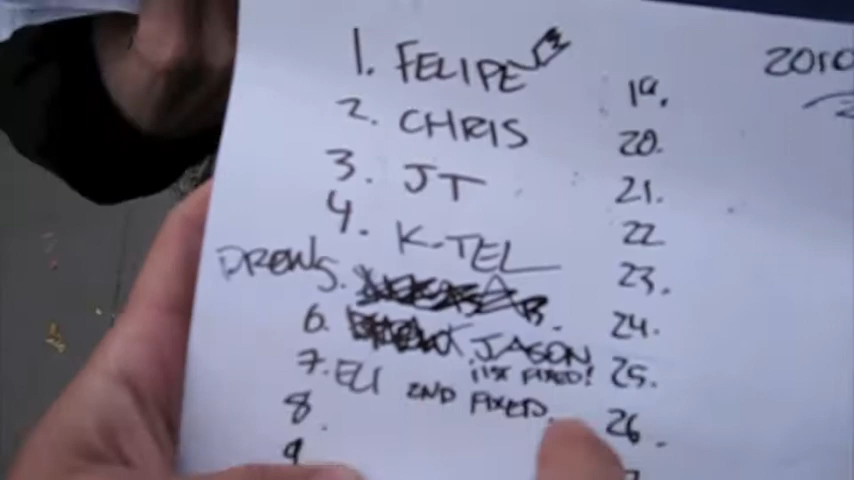 1. FELIPE
2. CHRIS
3. JT
4. K-TEL
DREW 5.
6. JASON
1ST FIXED!
7. ELI 2ND FIXED.
8.
9
19.
20.
21.
22
23.
24.
25.
26.
2010